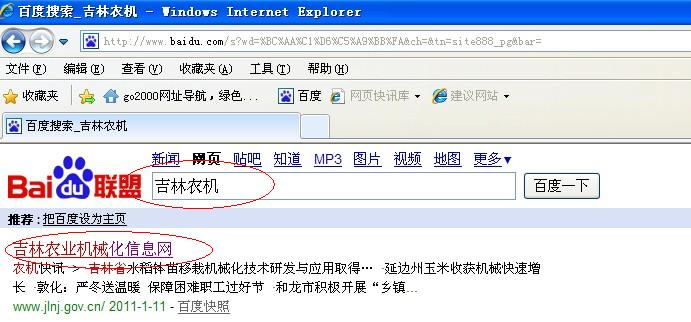 百度搜索_吉林农机 - Windows Internet Explorer
http://www.baidu.com/s?wd=%BC%AA%C1%D6%C5%A9%BB%FA&ch=&tn=site888_pg&bar=
文件(F) 编辑(E) 查看(V) 收藏夹(A) 工具(T) 帮助(H)
收藏夹 go2000网址导航，绿色... 百度 网页快讯库 建议网站
百度搜索_吉林农机
新闻 网页 贴吧 知道 MP3 图片 视频 地图 更多▼
Bai du 联盟 吉林农机 百度一下
推荐：把百度设为主页
吉林农业机械化信息网
农机快讯 > 吉林省水稻钵苗移栽机械化技术研发与应用取得… ·延边州玉米收获机械快速增
长 ·敦化：严冬送温暖 保障困难职工过好节 ·和龙市积极开展“乡镇...
www.jlnj.gov.cn/ 2011-1-11 - 百度快照